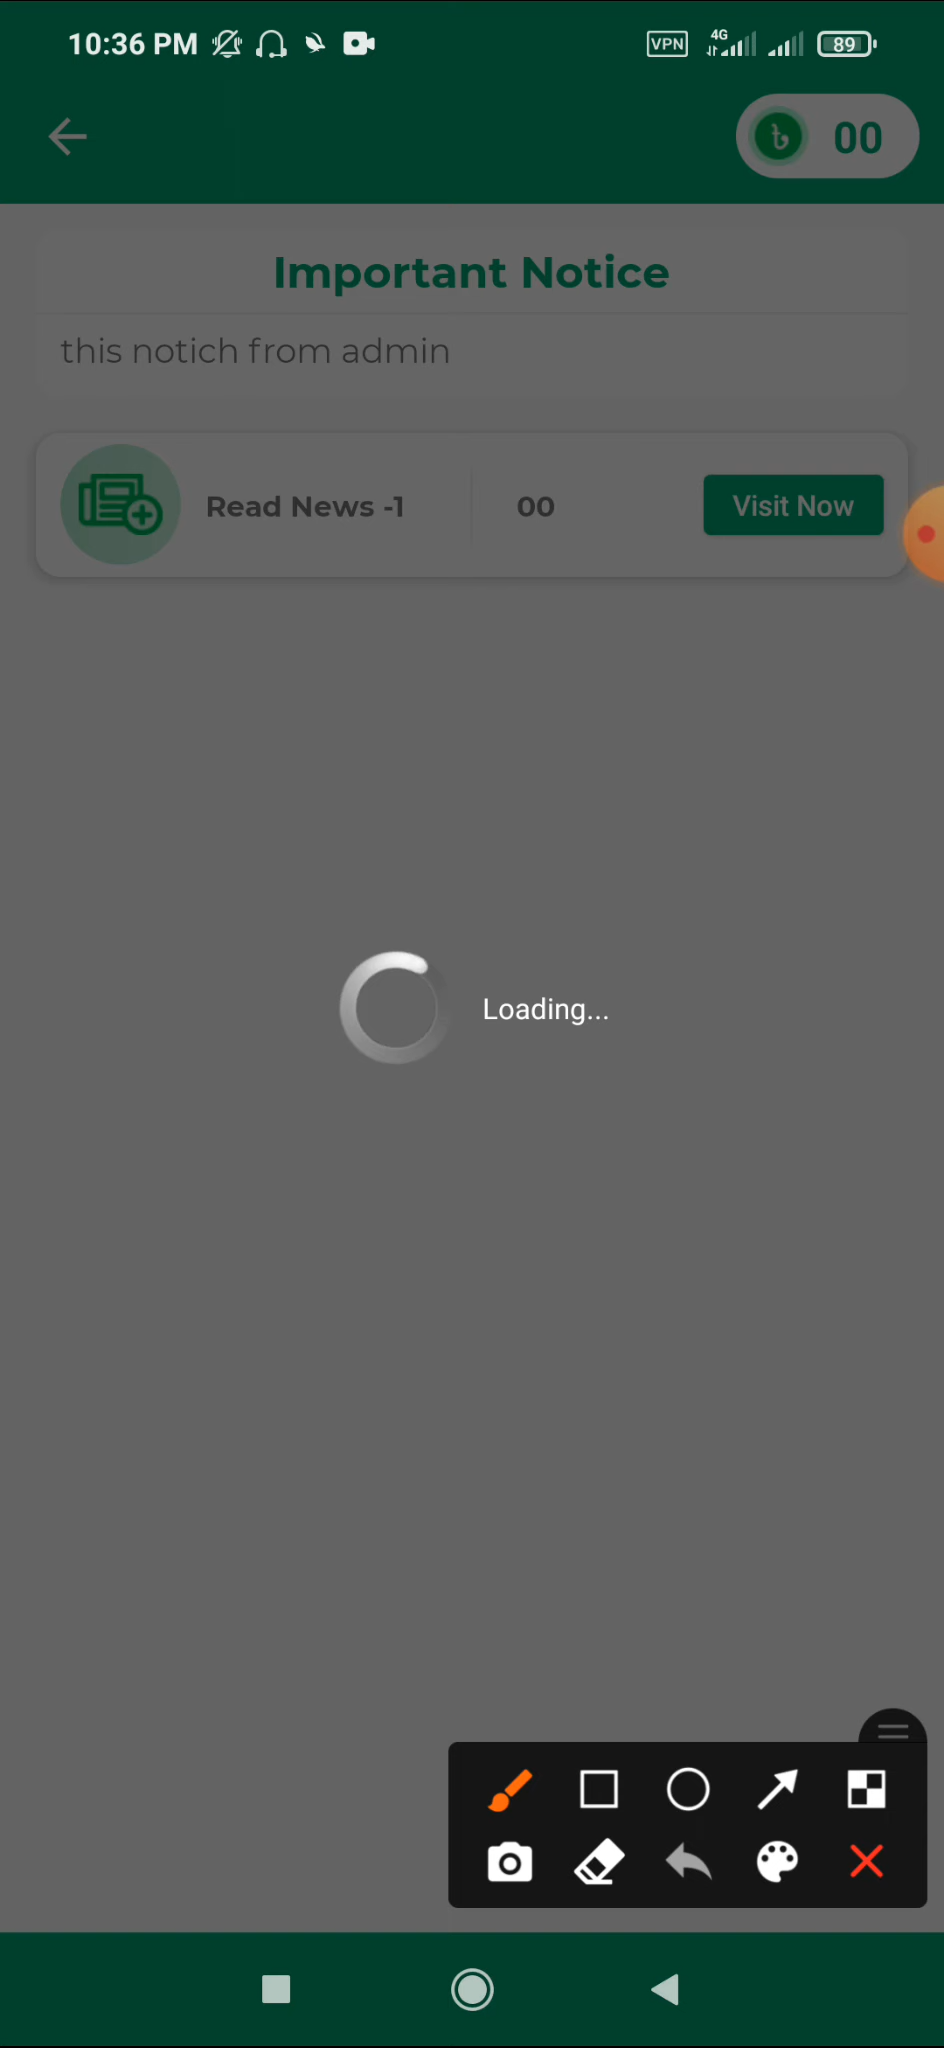 10:36 PM VPN 4G 89
৳ 00
Important Notice
this notich from admin
Read News -1 00 Visit Now
Loading...